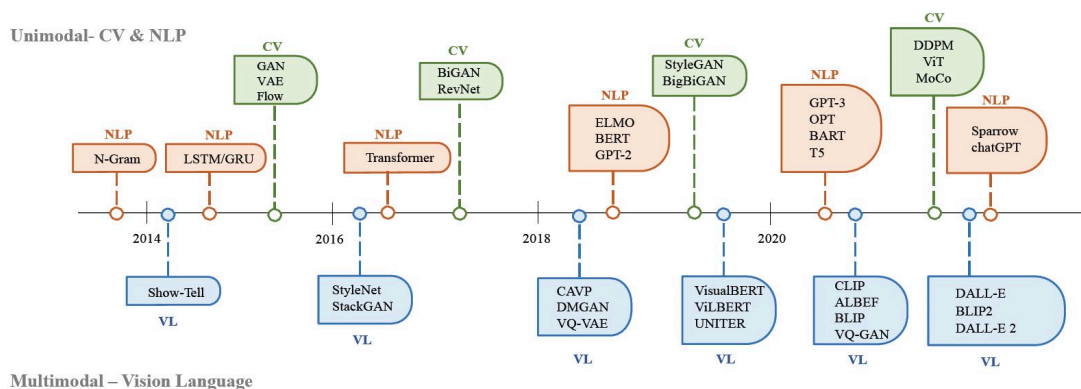 Unimodal- CV & NLP
CV
GAN
VAE
Flow
CV
BiGAN
RevNet
CV
StyleGAN
BigBiGAN
CV
DDPM
ViT
MoCo
NLP
N-Gram
NLP
LSTM/GRU
NLP
Transformer
NLP
ELMO
BERT
GPT-2
NLP
GPT-3
OPT
BART
T5
NLP
Sparrow
chatGPT
2014
2016
2018
2020
Show-Tell
VL
StyleNet
StackGAN
VL
CAVP
DMGAN
VQ-VAE
VL
VisualBERT
ViLBERT
UNITER
VL
CLIP
ALBEF
BLIP
VQ-GAN
VL
DALL-E
BLIP2
DALL-E 2
VL
Multimodal – Vision Language